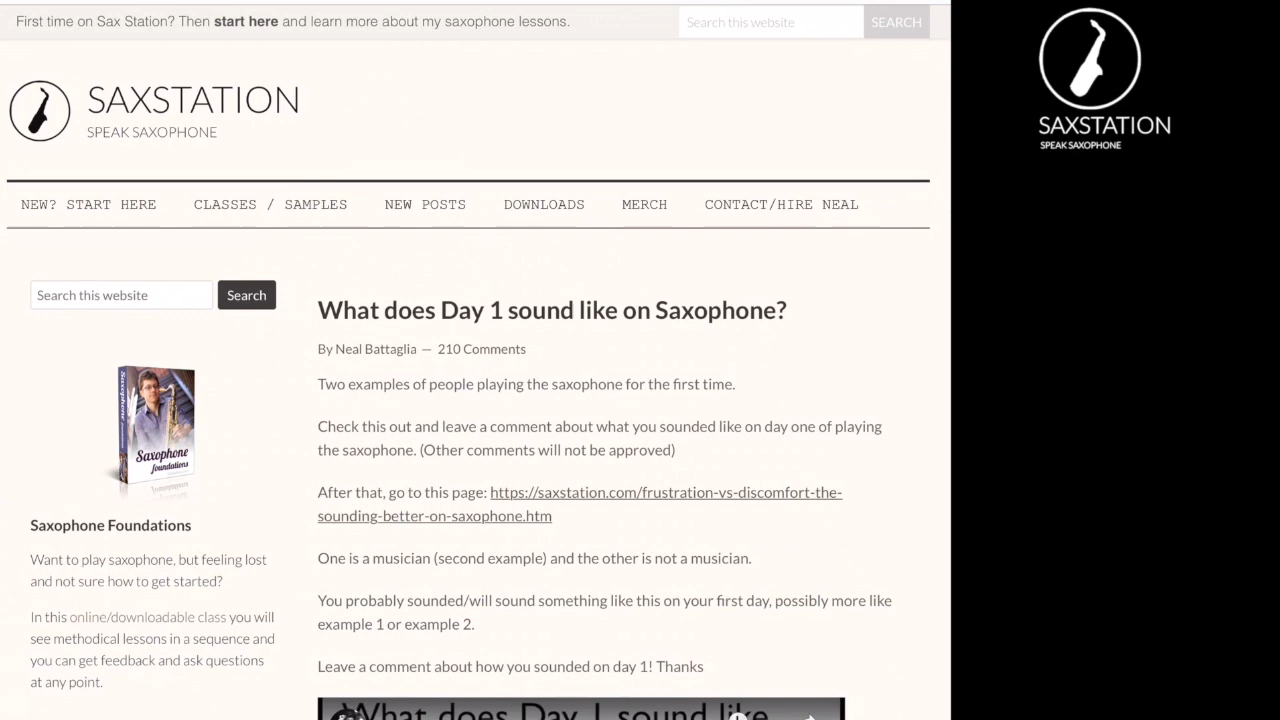 First time on Sax Station? Then start here and learn more about my saxophone lessons.
Search this website
SEARCH
SAXSTATION
SPEAK SAXOPHONE
SAXSTATION
SPEAK SAXOPHONE
NEW? START HERE
CLASSES / SAMPLES
NEW POSTS
DOWNLOADS
MERCH
CONTACT/HIRE NEAL
Search this website
Search
Saxophone
foundations
Saxophone Foundations
Want to play saxophone, but feeling lost
and not sure how to get started?
In this online/downloadable class you will
see methodical lessons in a sequence and
you can get feedback and ask questions
at any point.
What does Day 1 sound like on Saxophone?
By Neal Battaglia — 210 Comments
Two examples of people playing the saxophone for the first time.
Check this out and leave a comment about what you sounded like on day one of playing
the saxophone. (Other comments will not be approved)
After that, go to this page: https://saxstation.com/frustration-vs-discomfort-the-
sounding-better-on-saxophone.htm
One is a musician (second example) and the other is not a musician.
You probably sounded/will sound something like this on your first day, possibly more like
example 1 or example 2.
Leave a comment about how you sounded on day 1! Thanks
What does Day 1 sound like